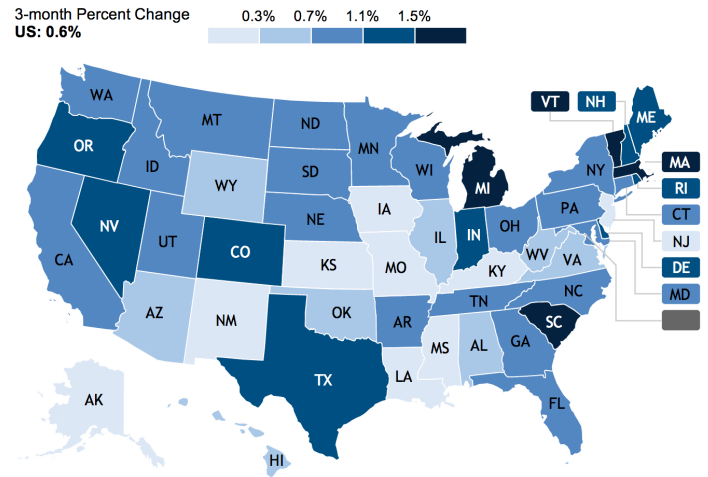 3-month Percent Change
US: 0.6%
0.3% 0.7% 1.1% 1.5%
VT NH
ME
WA
MT
ND
MN
OR
ID
SD
WI
MI
NY
MA
WY
RI
IA
NE
PA
CT
NV
UT
CO
IL
IN
OH
NJ
CA
KS
MO
KY
WV
VA
DE
MD
AZ
NM
OK
AR
TN
NC
SC
MS
AL
GA
TX
LA
AK
FL
HI